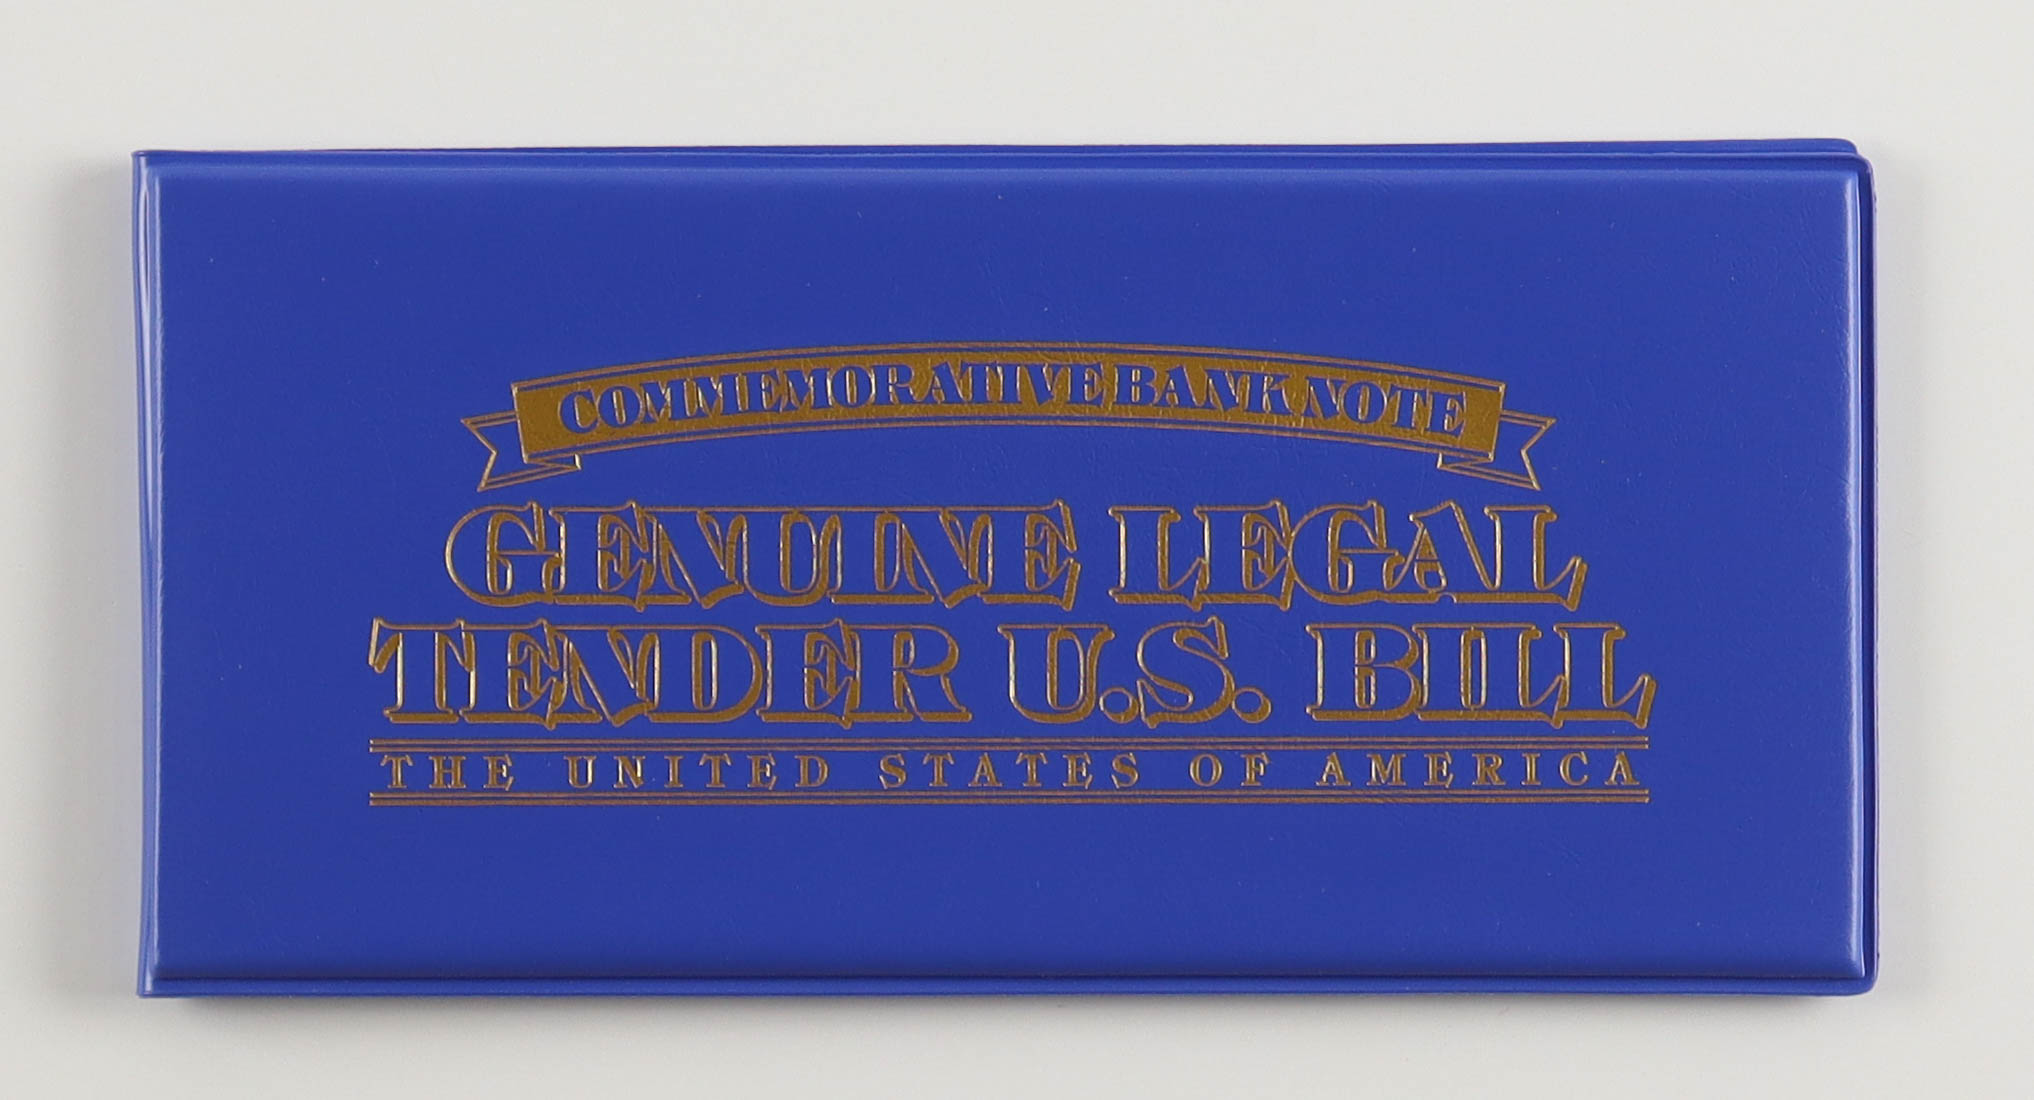 COMMEMORATIVE BANK NOTE
GENUINE LEGAL
TENDER U.S. BILL
THE UNITED STATES OF AMERICA